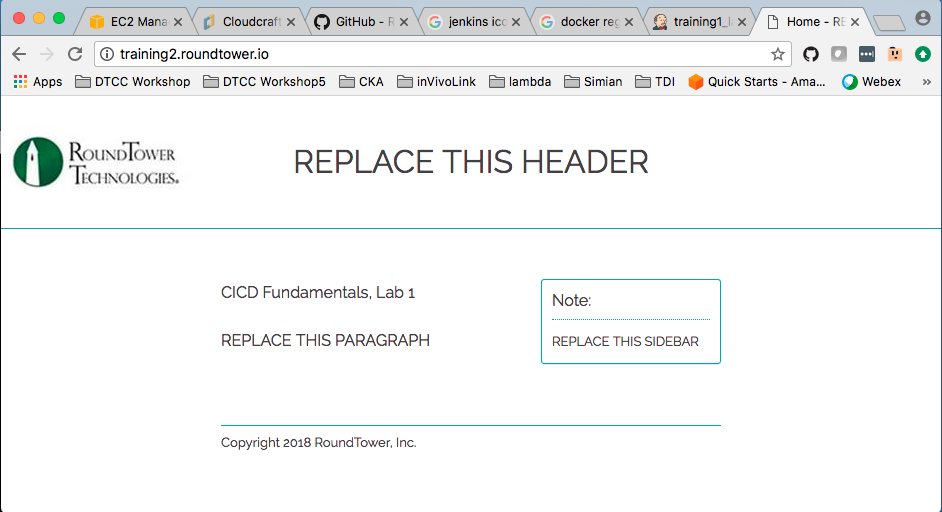 EC2 Mana
Cloudcraft
GitHub - R
jenkins ico
docker reg
training1_l
Home - RE
training2.roundtower.io
Apps
DTCC Workshop
DTCC Workshop5
CKA
inVivoLink
lambda
Simian
TDI
Quick Starts - Ama...
Webex
»
ROUNDTOWER
TECHNOLOGIES.
REPLACE THIS HEADER
CICD Fundamentals, Lab 1
Note:
REPLACE THIS PARAGRAPH
REPLACE THIS SIDEBAR
Copyright 2018 RoundTower, Inc.